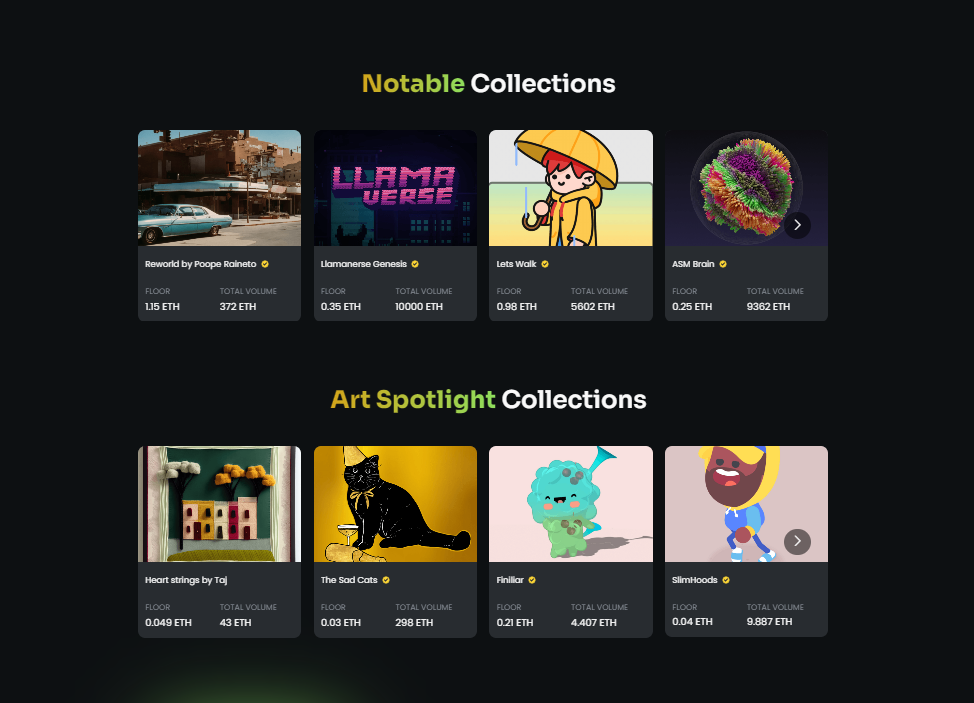 Notable Collections
LLAMA
VERSE
Reworld by Poope Raineto
FLOOR TOTAL VOLUME
1.15 ETH 372 ETH
Llamanerse Genesis
FLOOR TOTAL VOLUME
0.35 ETH 10000 ETH
Lets Walk
FLOOR TOTAL VOLUME
0.98 ETH 5602 ETH
ASM Brain
FLOOR TOTAL VOLUME
0.25 ETH 9362 ETH
Art Spotlight Collections
Heart strings by Taj
FLOOR TOTAL VOLUME
0.049 ETH 43 ETH
The Sad Cats
FLOOR TOTAL VOLUME
0.03 ETH 298 ETH
Finiliar
FLOOR TOTAL VOLUME
0.21 ETH 4.407 ETH
SlimHoods
FLOOR TOTAL VOLUME
0.04 ETH 9.887 ETH